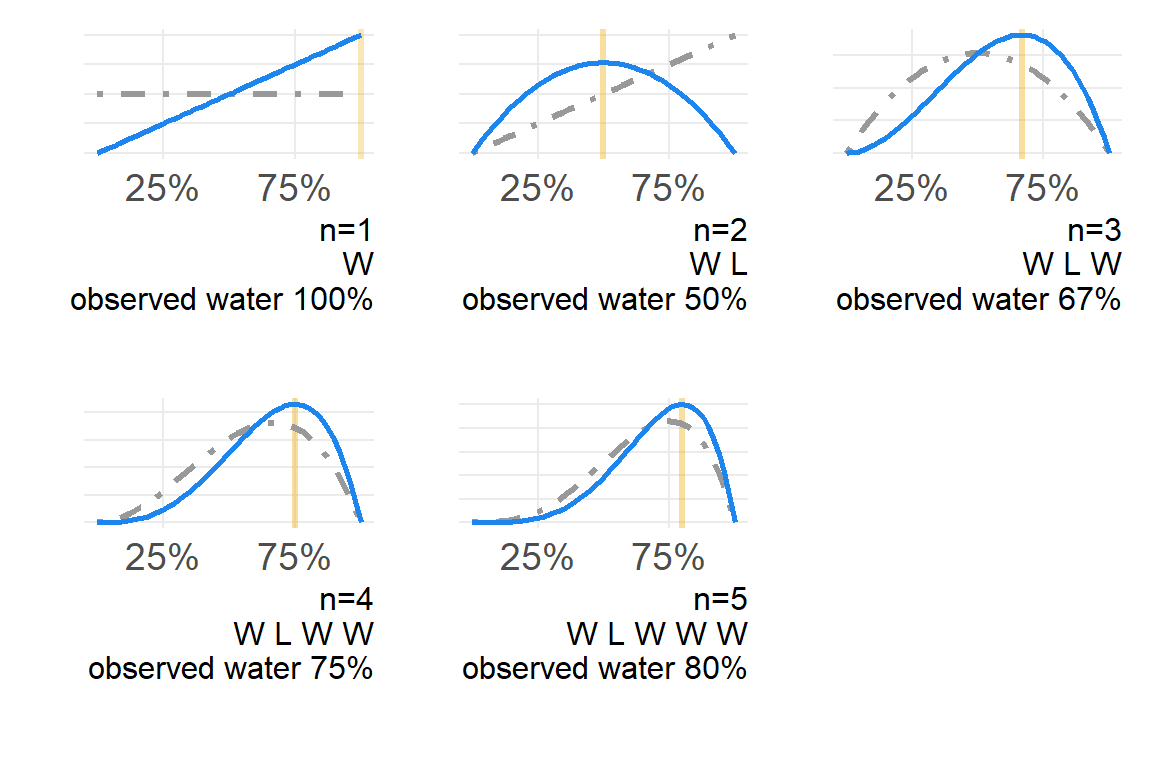 25% 75%
n=1
W
observed water 100%
25% 75%
n=2
W L
observed water 50%
25% 75%
n=3
W L W
observed water 67%
25% 75%
n=4
W L W W
observed water 75%
25% 75%
n=5
W L W W W
observed water 80%